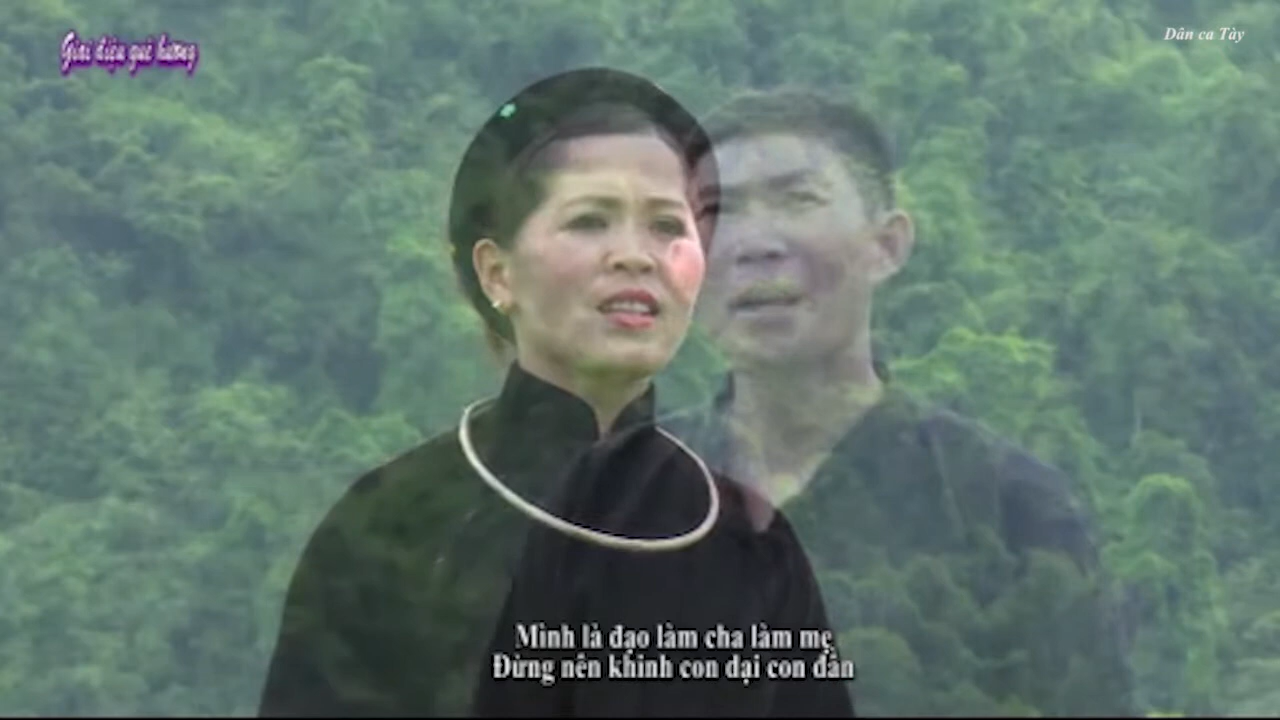 Giai điệu quê hương
Dân ca Tày
Mình là đạo làm cha làm mẹ
Đừng nên khinh con dại con đần